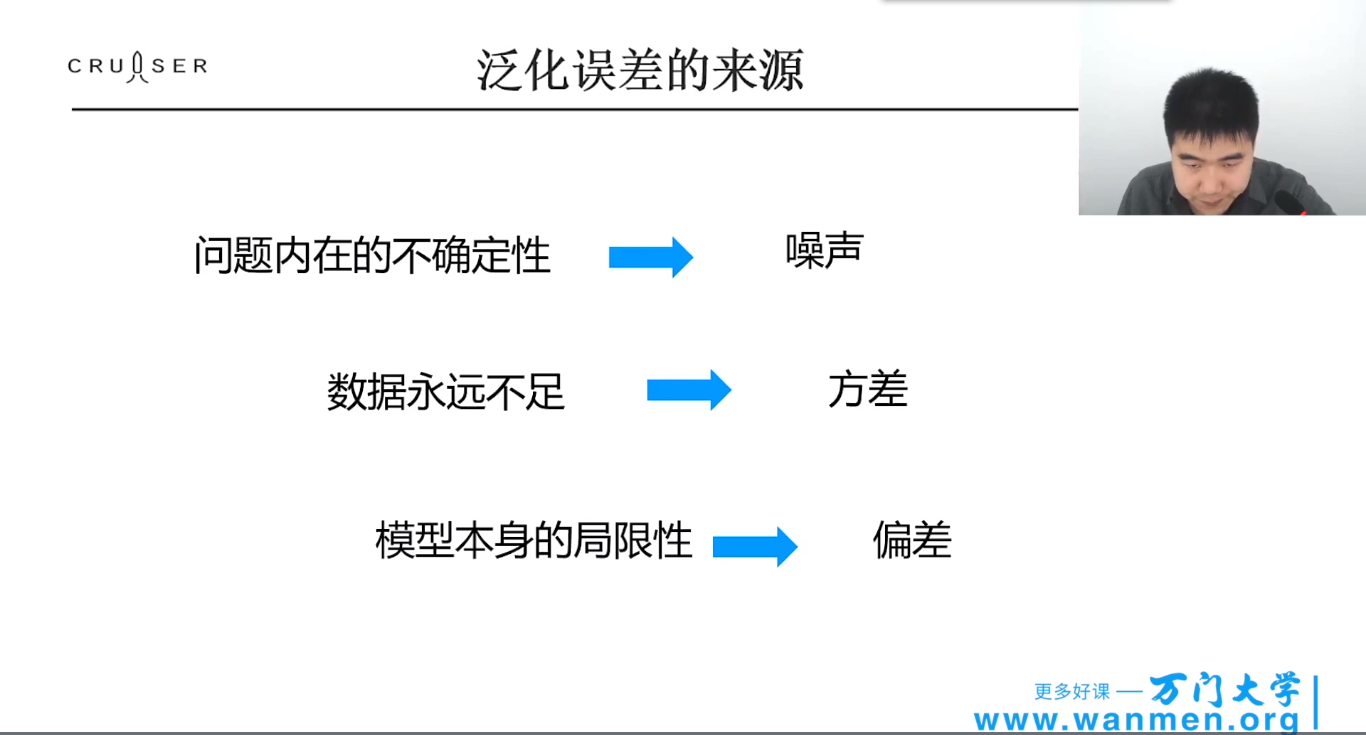 CRUISER
泛化误差的来源
问题内在的不确定性
噪声
数据永远不足
方差
模型本身的局限性
偏差
更多好课 — 万门大学
www.wanmen.org